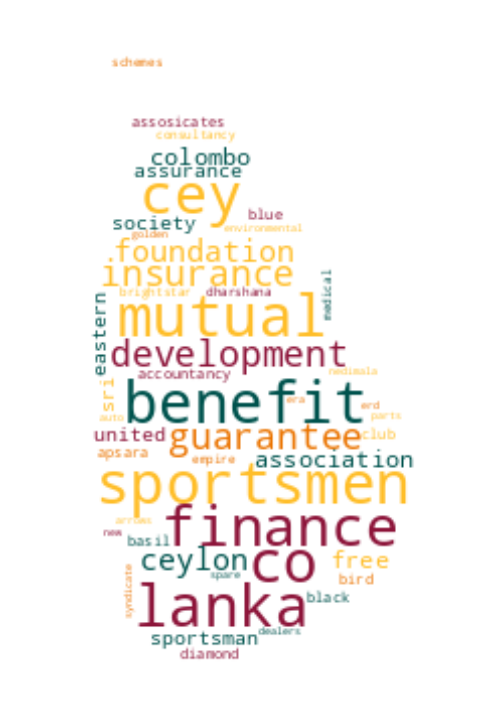 schemes
assosicates
consultancy
colombo
assurance
cey
blue
society
environmental
golden
foundation
insurance
medical
brightstar dharshana
eastern
mutual
development
accountancy nedimala
sri
benefit
era
erd
auto
parts
united guarantee club
apsara
empire association
sportsmen
arrows
finance
new
basil
ceylon co free
spare
bird
syndicate
lanka black
sportsman dealers
diamond